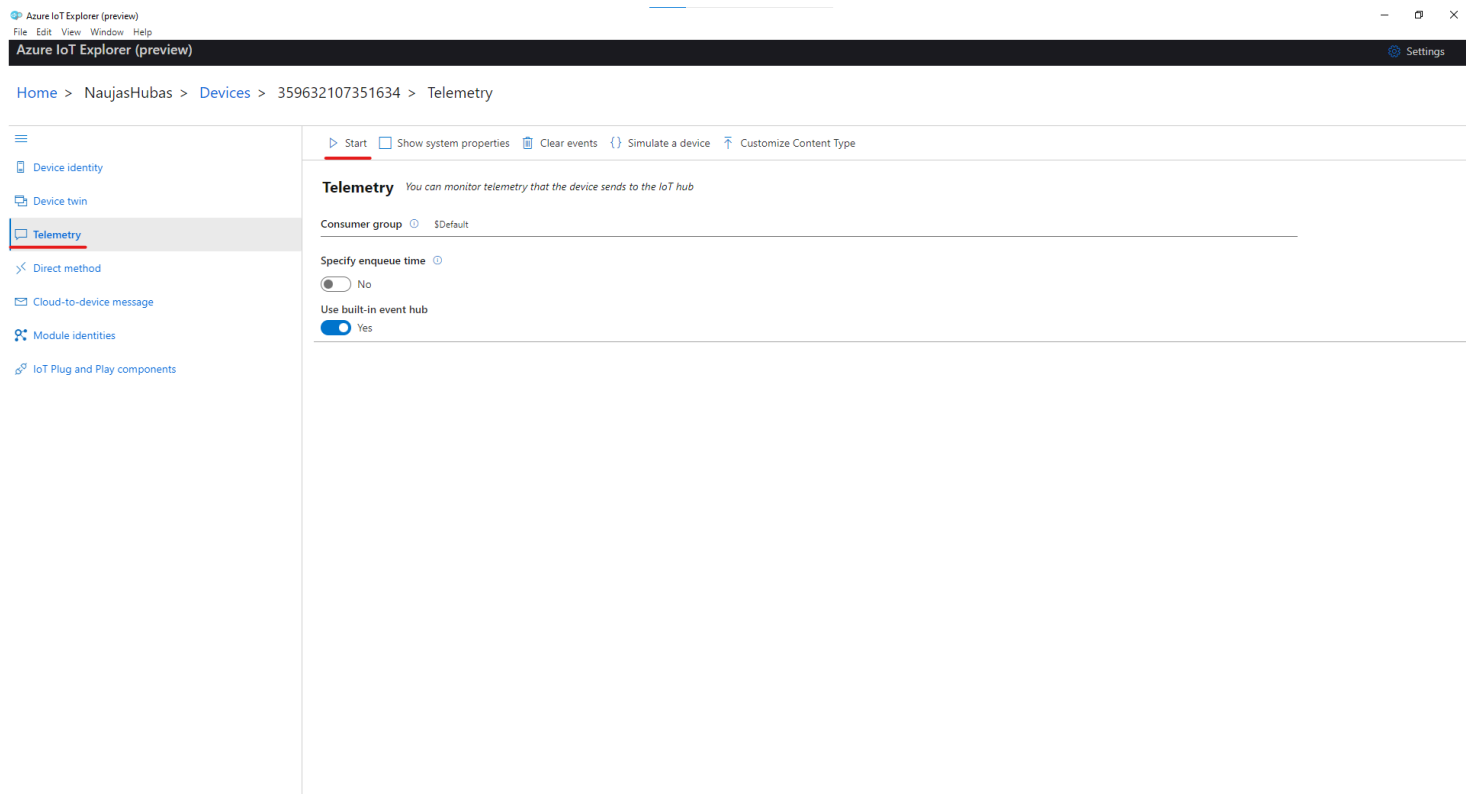 Azure IoT Explorer (preview)
File Edit View Window Help
Azure IoT Explorer (preview)
Settings
Home > NaujasHubas > Devices > 359632107351634 > Telemetry
Start Show system properties Clear events {} Simulate a device Customize Content Type
Device identity
Device twin
Telemetry
Direct method
Cloud-to-device message
Module identities
IoT Plug and Play components
Telemetry You can monitor telemetry that the device sends to the IoT hub
Consumer group $Default
Specify enqueue time
No
Use built-in event hub
Yes